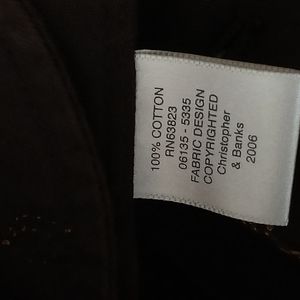 100% COTTON
RN63823
06135 - 5335
FABRIC DESIGN
COPYRIGHTED
Christopher
& Banks
2006